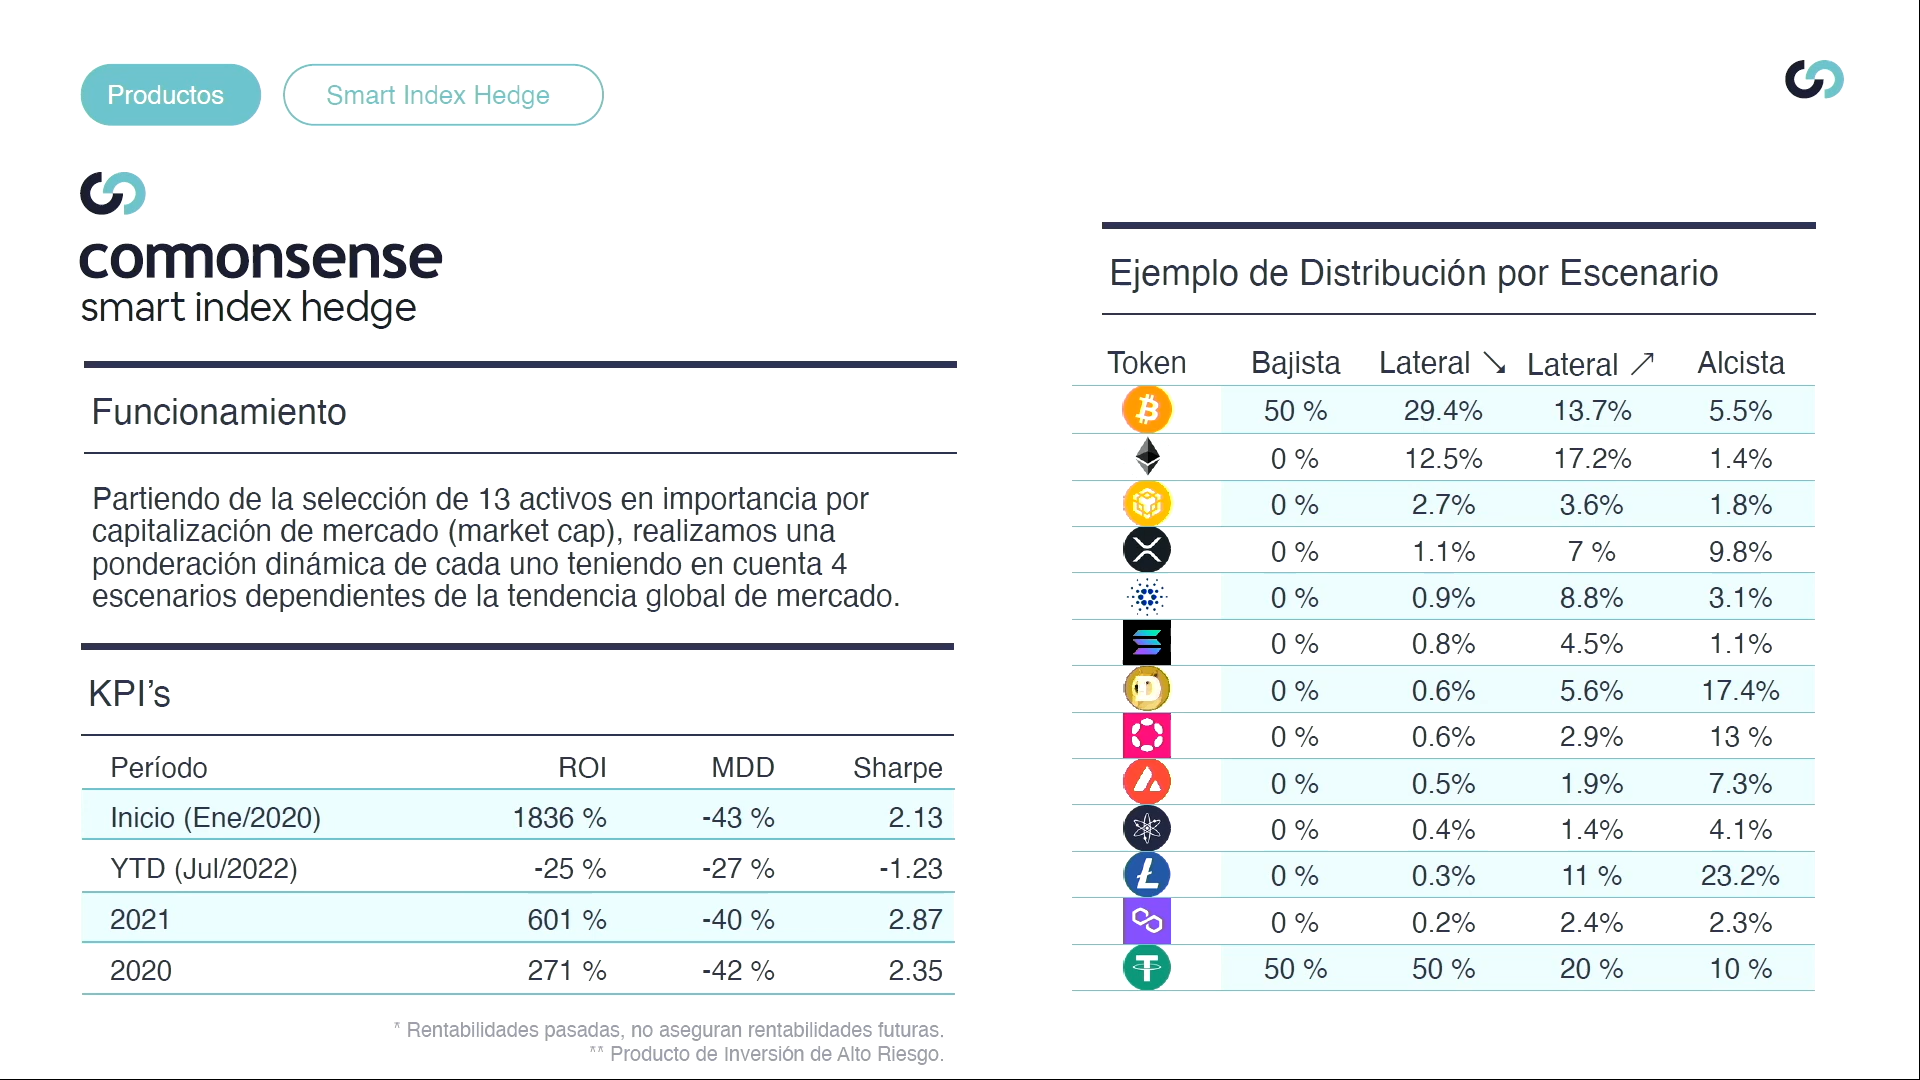 Productos
Smart Index Hedge
commonsense
smart index hedge
Funcionamiento
Partiendo de la selección de 13 activos en importancia por
capitalización de mercado (market cap), realizamos una
ponderación dinámica de cada uno teniendo en cuenta 4
escenarios dependientes de la tendencia global de mercado.
KPI’s
Período ROI MDD Sharpe
Inicio (Ene/2020) 1836 % -43 % 2.13
YTD (Jul/2022) -25 % -27 % -1.23
2021 601 % -40 % 2.87
2020 271 % -42 % 2.35
* Rentabilidades pasadas, no aseguran rentabilidades futuras.
** Producto de Inversión de Alto Riesgo.
Ejemplo de Distribución por Escenario
Token Bajista Lateral ↘ Lateral ↗ Alcista
50 % 29.4% 13.7% 5.5%
0 % 12.5% 17.2% 1.4%
0 % 2.7% 3.6% 1.8%
0 % 1.1% 7 % 9.8%
0 % 0.9% 8.8% 3.1%
0 % 0.8% 4.5% 1.1%
0 % 0.6% 5.6% 17.4%
0 % 0.6% 2.9% 13 %
0 % 0.5% 1.9% 7.3%
0 % 0.4% 1.4% 4.1%
0 % 0.3% 11 % 23.2%
0 % 0.2% 2.4% 2.3%
50 % 50 % 20 % 10 %